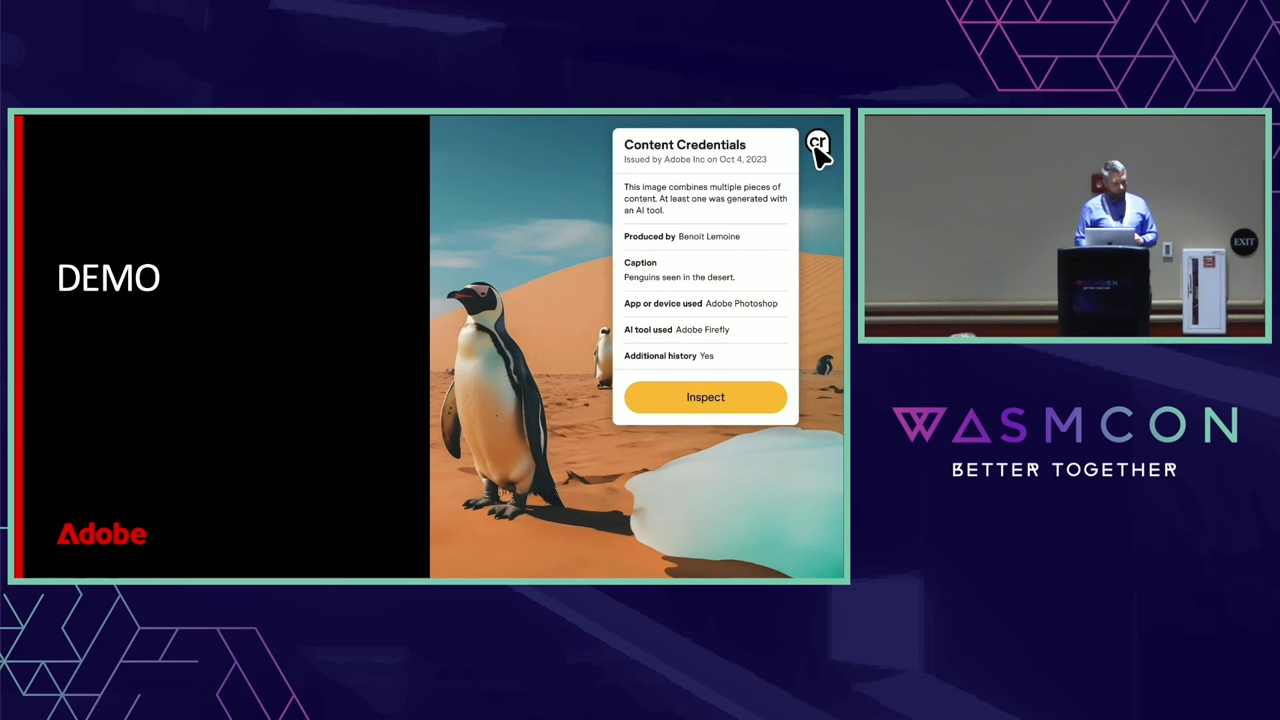 DEMO
Adobe
Content Credentials
Issued by Adobe Inc on Oct 4, 2023
This image combines multiple pieces of
content. At least one was generated with
an AI tool.
Produced by Benoit Lemoine
Caption
Penguins seen in the desert.
App or device used Adobe Photoshop
AI tool used Adobe Firefly
Additional history Yes
Inspect
cr
EXIT
WASMCON
WASMCON
BETTER TOGETHER